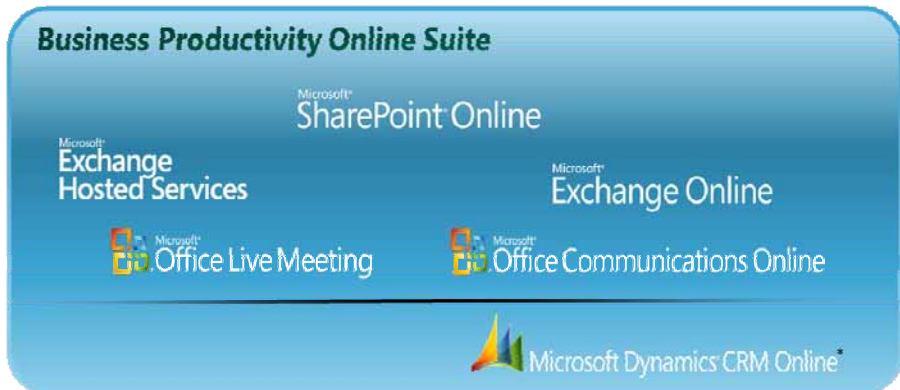 Business Productivity Online Suite
Microsoft®
SharePoint Online
Microsoft®
Exchange
Hosted Services
Microsoft®
Exchange Online
Microsoft®
Office Live Meeting
Microsoft®
Office Communications Online
Microsoft Dynamics CRM Online*